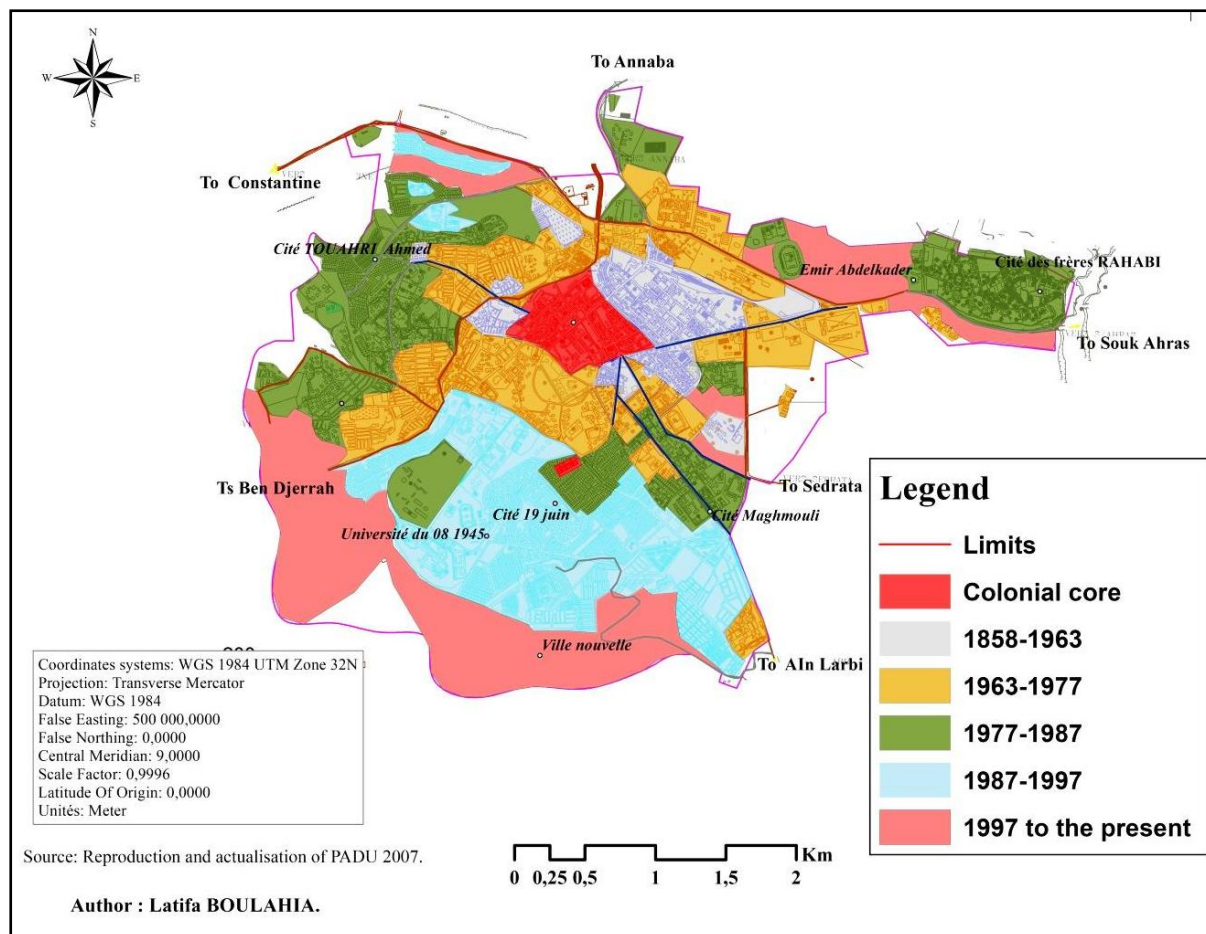 N
W
E
S
To Annaba
To Constantine
Cité TOUAHRI Ahmed
Emir Abdelkader
Cité des frères RAHABI
To Souk Ahras
Ts Ben Djerrah
To Sedrata
Cité 19 juin
Cité Maghmouli
Université du 08 1945
Ville nouvelle
To AIn Larbi
Legend
Limits
Colonial core
1858-1963
1963-1977
1977-1987
1987-1997
1997 to the present
Coordinates systems: WGS 1984 UTM Zone 32N
Projection: Transverse Mercator
Datum: WGS 1984
False Easting: 500 000,0000
False Northing: 0,0000
Central Meridian: 9,0000
Scale Factor: 0,9996
Latitude Of Origin: 0,0000
Unités: Meter
Source: Reproduction and actualisation of PADU 2007.
Km
0 0,25 0,5 1 1,5 2
Author : Latifa BOULAHIA.